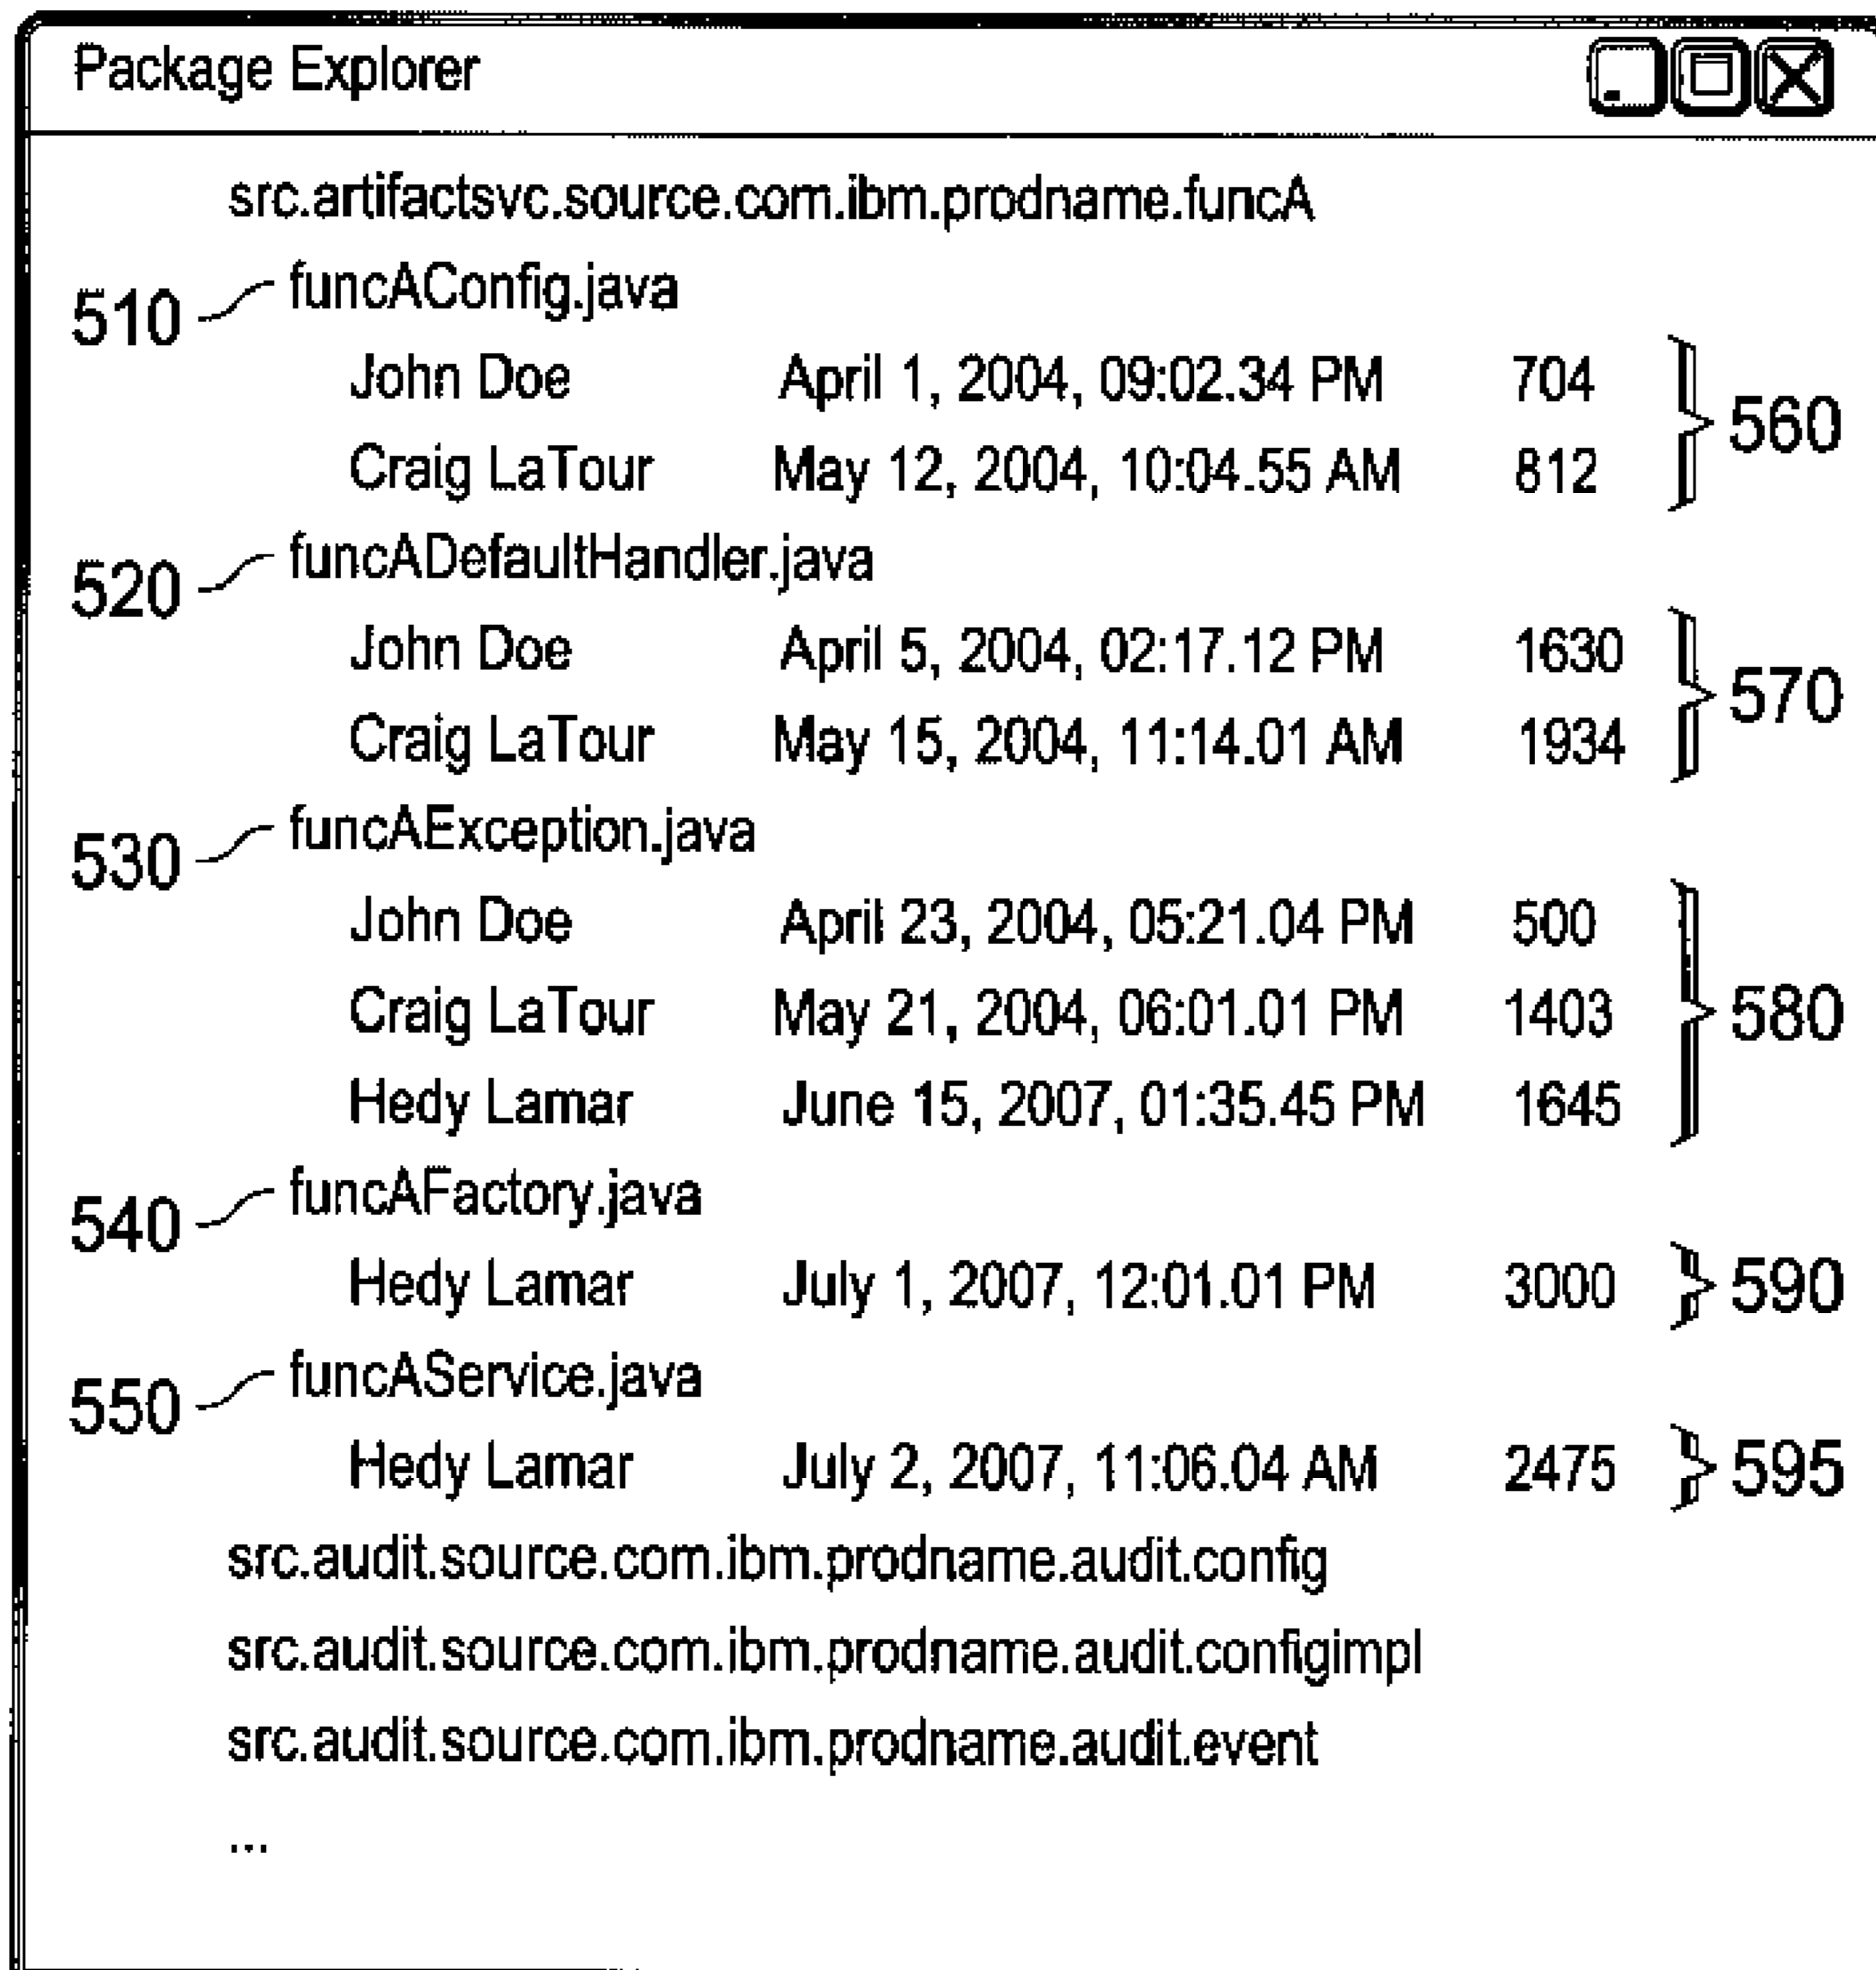 Package Explorer
src.artifactsvc.source.com.ibm.prodname.funcA
510 funcAConfig.java
John Doe April 1, 2004, 09:02.34 PM 704
560
Craig LaTour May 12, 2004, 10:04.55 AM 812
520 funcADefaultHandler.java
John Doe April 5, 2004, 02:17.12 PM 1630
570
Craig LaTour May 15, 2004, 11:14.01 AM 1934
530 funcAException.java
John Doe April 23, 2004, 05:21.04 PM 500
Craig LaTour May 21, 2004, 06:01.01 PM 1403 580
Hedy Lamar June 15, 2007, 01:35.45 PM 1645
540 funcAFactory.java
Hedy Lamar July 1, 2007, 12:01.01 PM 3000 590
550 funcAService.java
Hedy Lamar July 2, 2007, 11:06.04 AM 2475 595
src.audit.source.com.ibm.prodname.audit.config
src.audit.source.com.ibm.prodname.audit.configimpl
src.audit.source.com.ibm.prodname.audit.event
...